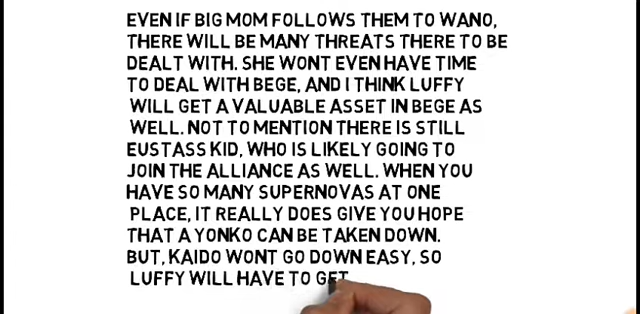 EVEN IF BIG MOM FOLLOWS THEM TO WANO,
THERE WILL BE MANY THREATS THERE TO BE
DEALT WITH. SHE WONT EVEN HAVE TIME
TO DEAL WITH BEGE, AND I THINK LUFFY
WILL GET A VALUABLE ASSET IN BEGE AS
WELL. NOT TO MENTION THERE IS STILL
EUSTASS KID, WHO IS LIKELY GOING TO
JOIN THE ALLIANCE AS WELL. WHEN YOU
HAVE SO MANY SUPERNOVAS AT ONE
PLACE, IT REALLY DOES GIVE YOU HOPE
THAT A YONKO CAN BE TAKEN DOWN.
BUT, KAIDO WONT GO DOWN EASY, SO
LUFFY WILL HAVE TO GET